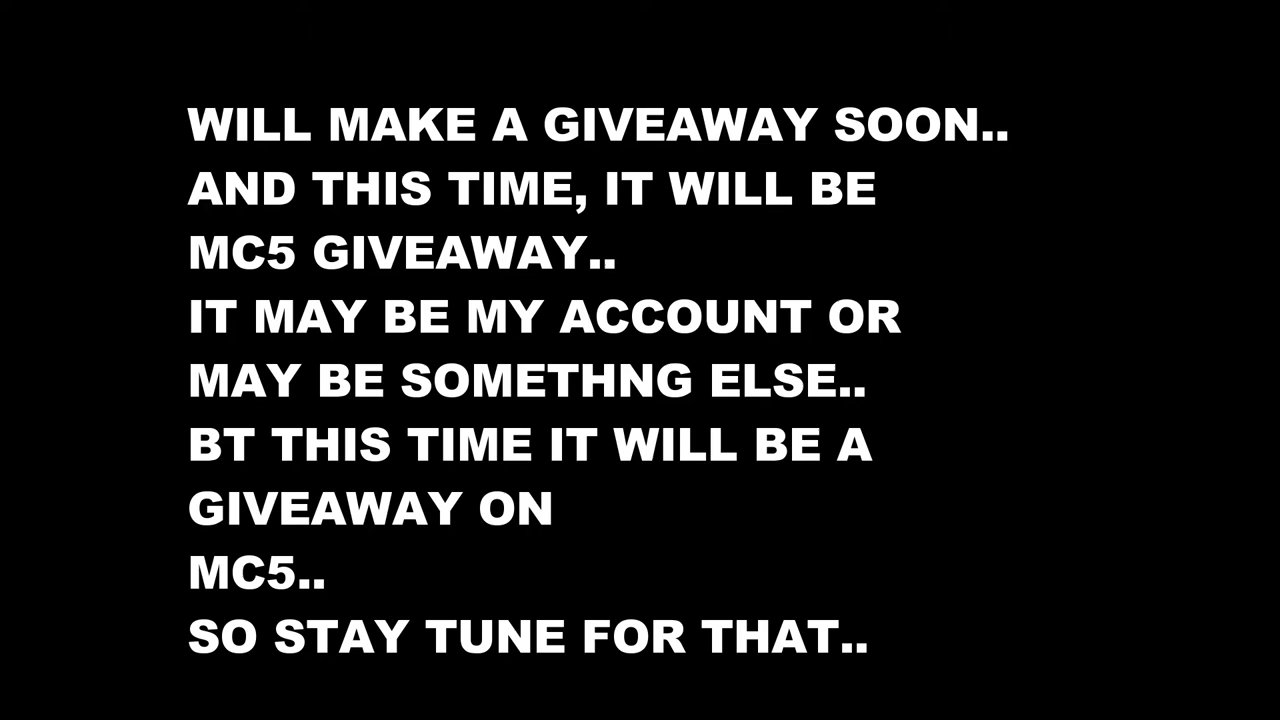 WILL MAKE A GIVEAWAY SOON..
AND THIS TIME, IT WILL BE
MC5 GIVEAWAY..
IT MAY BE MY ACCOUNT OR
MAY BE SOMETHNG ELSE..
BT THIS TIME IT WILL BE A
GIVEAWAY ON
MC5..
SO STAY TUNE FOR THAT..